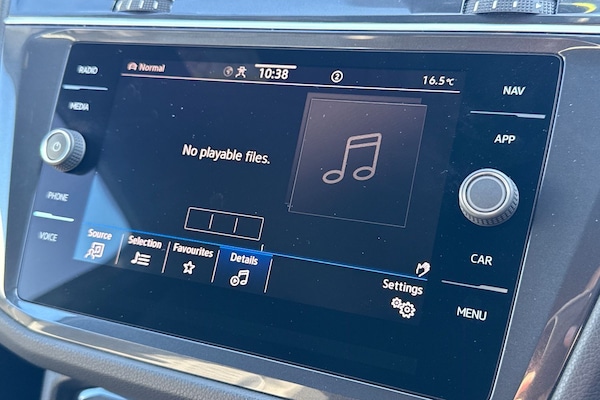 RADIO
MEDIA
PHONE
VOICE
Normal
10:38
2
16.5°C
No playable files.
Source
Selection
Favourites
Details
Settings
NAV
APP
CAR
MENU